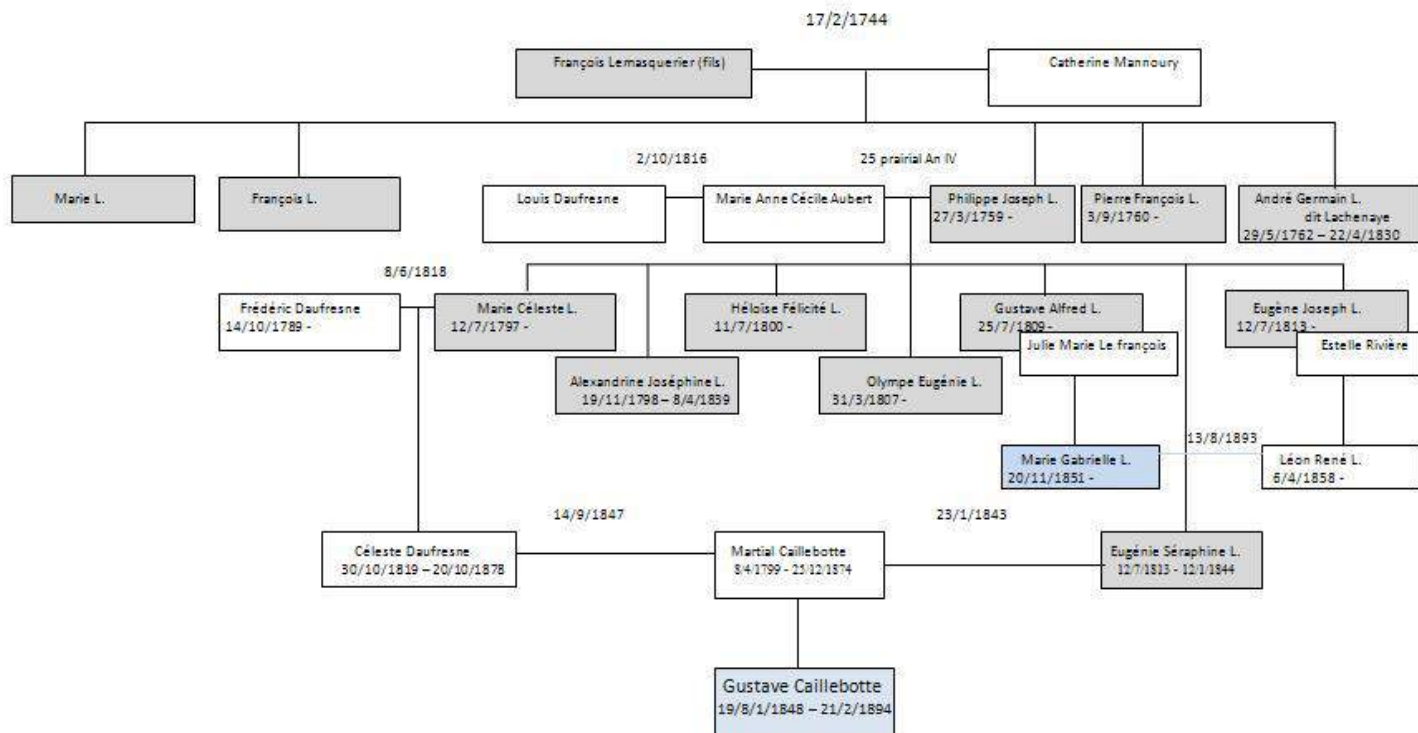 17/2/1744
François Lemasquerier (fils)
Catherine Mannoury
2/10/1816
25 prairial An IV
Marie L.
François L.
Louis Daufresne
Marie Anne Cécile Aubert
Philippe Joseph L.
27/3/1759 -
Pierre François L.
3/9/1760 -
André Germain L.
dit Lachenaye
29/5/1762 – 22/4/1830
8/6/1818
Frédéric Daufresne
14/10/1789 -
Marie Céleste L.
12/7/1797 -
Héloïse Félicité L.
11/7/1800 -
Gustave Alfred L.
25/7/1809 -
Eugène Joseph L.
12/7/1813 -
Julie Marie Le françois
Estelle Rivière
Alexandrine Joséphine L.
19/11/1798 – 8/4/1839
Olympe Eugénie L.
31/3/1807 -
13/8/1893
Marie Gabrielle L.
20/11/1851 -
Léon René L.
6/4/1858 -
14/9/1847
23/1/1843
Céleste Daufresne
30/10/1819 – 20/10/1878
Martial Caillebotte
8/4/1799 - 25/12/1874
Eugénie Séraphine L.
12/7/1813 - 12/1/1844
Gustave Caillebotte
19/8/1/1848 – 21/2/1894